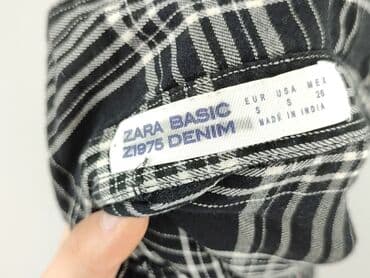 ZARA BASIC
Z1975 DENIM
EUR USA MEX
S S 26
MADE IN INDIA